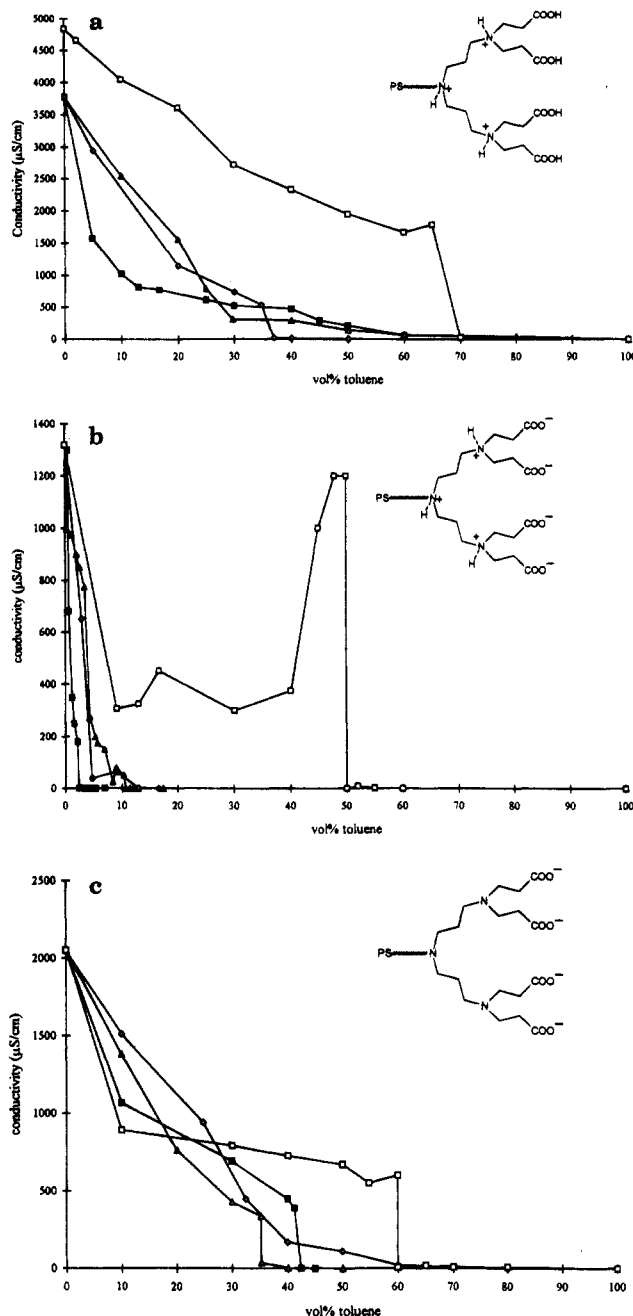 a
5000
4500
4000
3500
3000
2500
2000
1500
1000
500
0
Conductivity (µS/cm)
0 10 20 30 40 50 60 70 80 90 100
vol% toluene
PS
N
+
H
H
N
+
COOH
COOH
N
+
H
COOH
COOH
b
1400
1200
1000
800
600
400
200
0
conductivity (µS/cm)
0 10 20 30 40 50 60 70 80 90 100
vol% toluene
PS
N
+
H
H
N
+
COO−
COO−
N
+
H
COO−
COO−
c
2500
2000
1500
1000
500
0
conductivity (µS/cm)
0 10 20 30 40 50 60 70 80 90 100
vol% toluene
PS
N
N
COO−
COO−
N
COO−
COO−